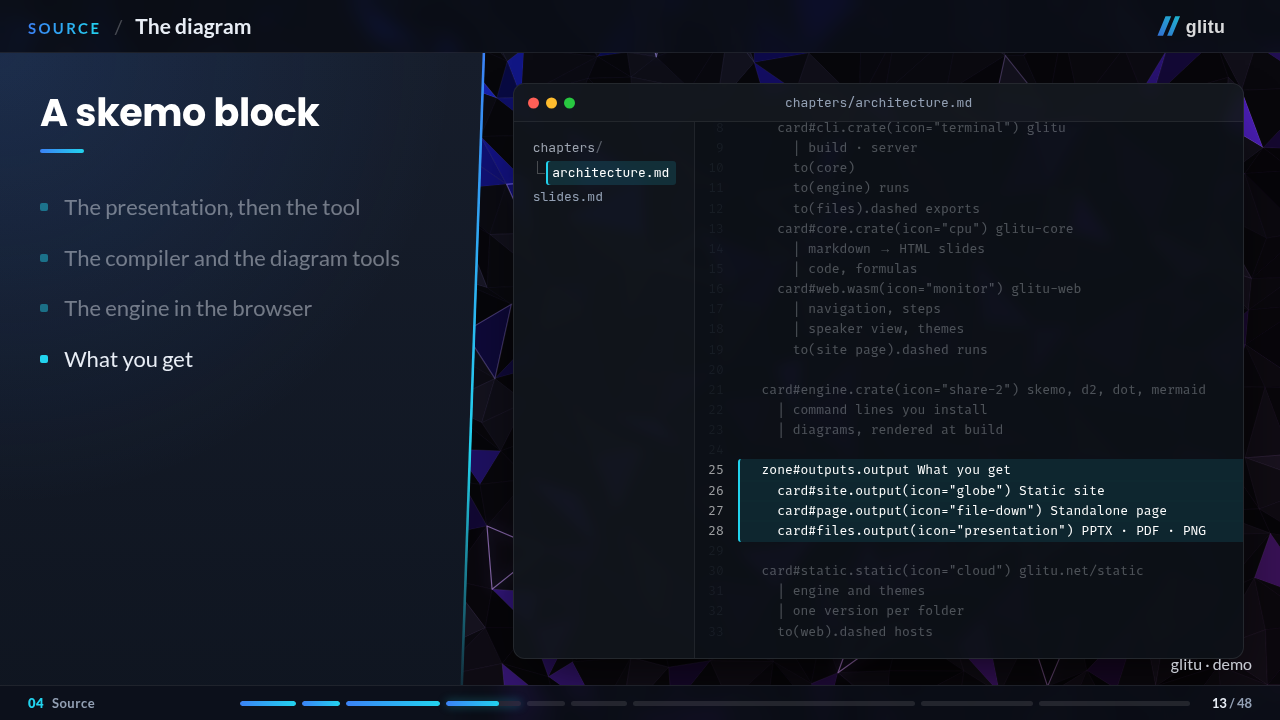 SOURCE / The diagram
glitu
A skemo block
The presentation, then the tool
The compiler and the diagram tools
The engine in the browser
What you get
chapters/architecture.md
chapters/
architecture.md
slides.md
8 card#cli.crate(icon="terminal") glitu
9 | build · server
10 to(core)
11 to(engine) runs
12 to(files).dashed exports
13 card#core.crate(icon="cpu") glitu-core
14 | markdown → HTML slides
15 | code, formulas
16 card#web.wasm(icon="monitor") glitu-web
17 | navigation, steps
18 | speaker view, themes
19 to(site page).dashed runs
20
21 card#engine.crate(icon="share-2") skemo, d2, dot, mermaid
22 | command lines you install
23 | diagrams, rendered at build
24
25 zone#outputs.output What you get
26 card#site.output(icon="globe") Static site
27 card#page.output(icon="file-down") Standalone page
28 card#files.output(icon="presentation") PPTX · PDF · PNG
29
30 card#static.static(icon="cloud") glitu.net/static
31 | engine and themes
32 | one version per folder
33 to(web).dashed hosts
glitu · demo
04 Source
13 / 48